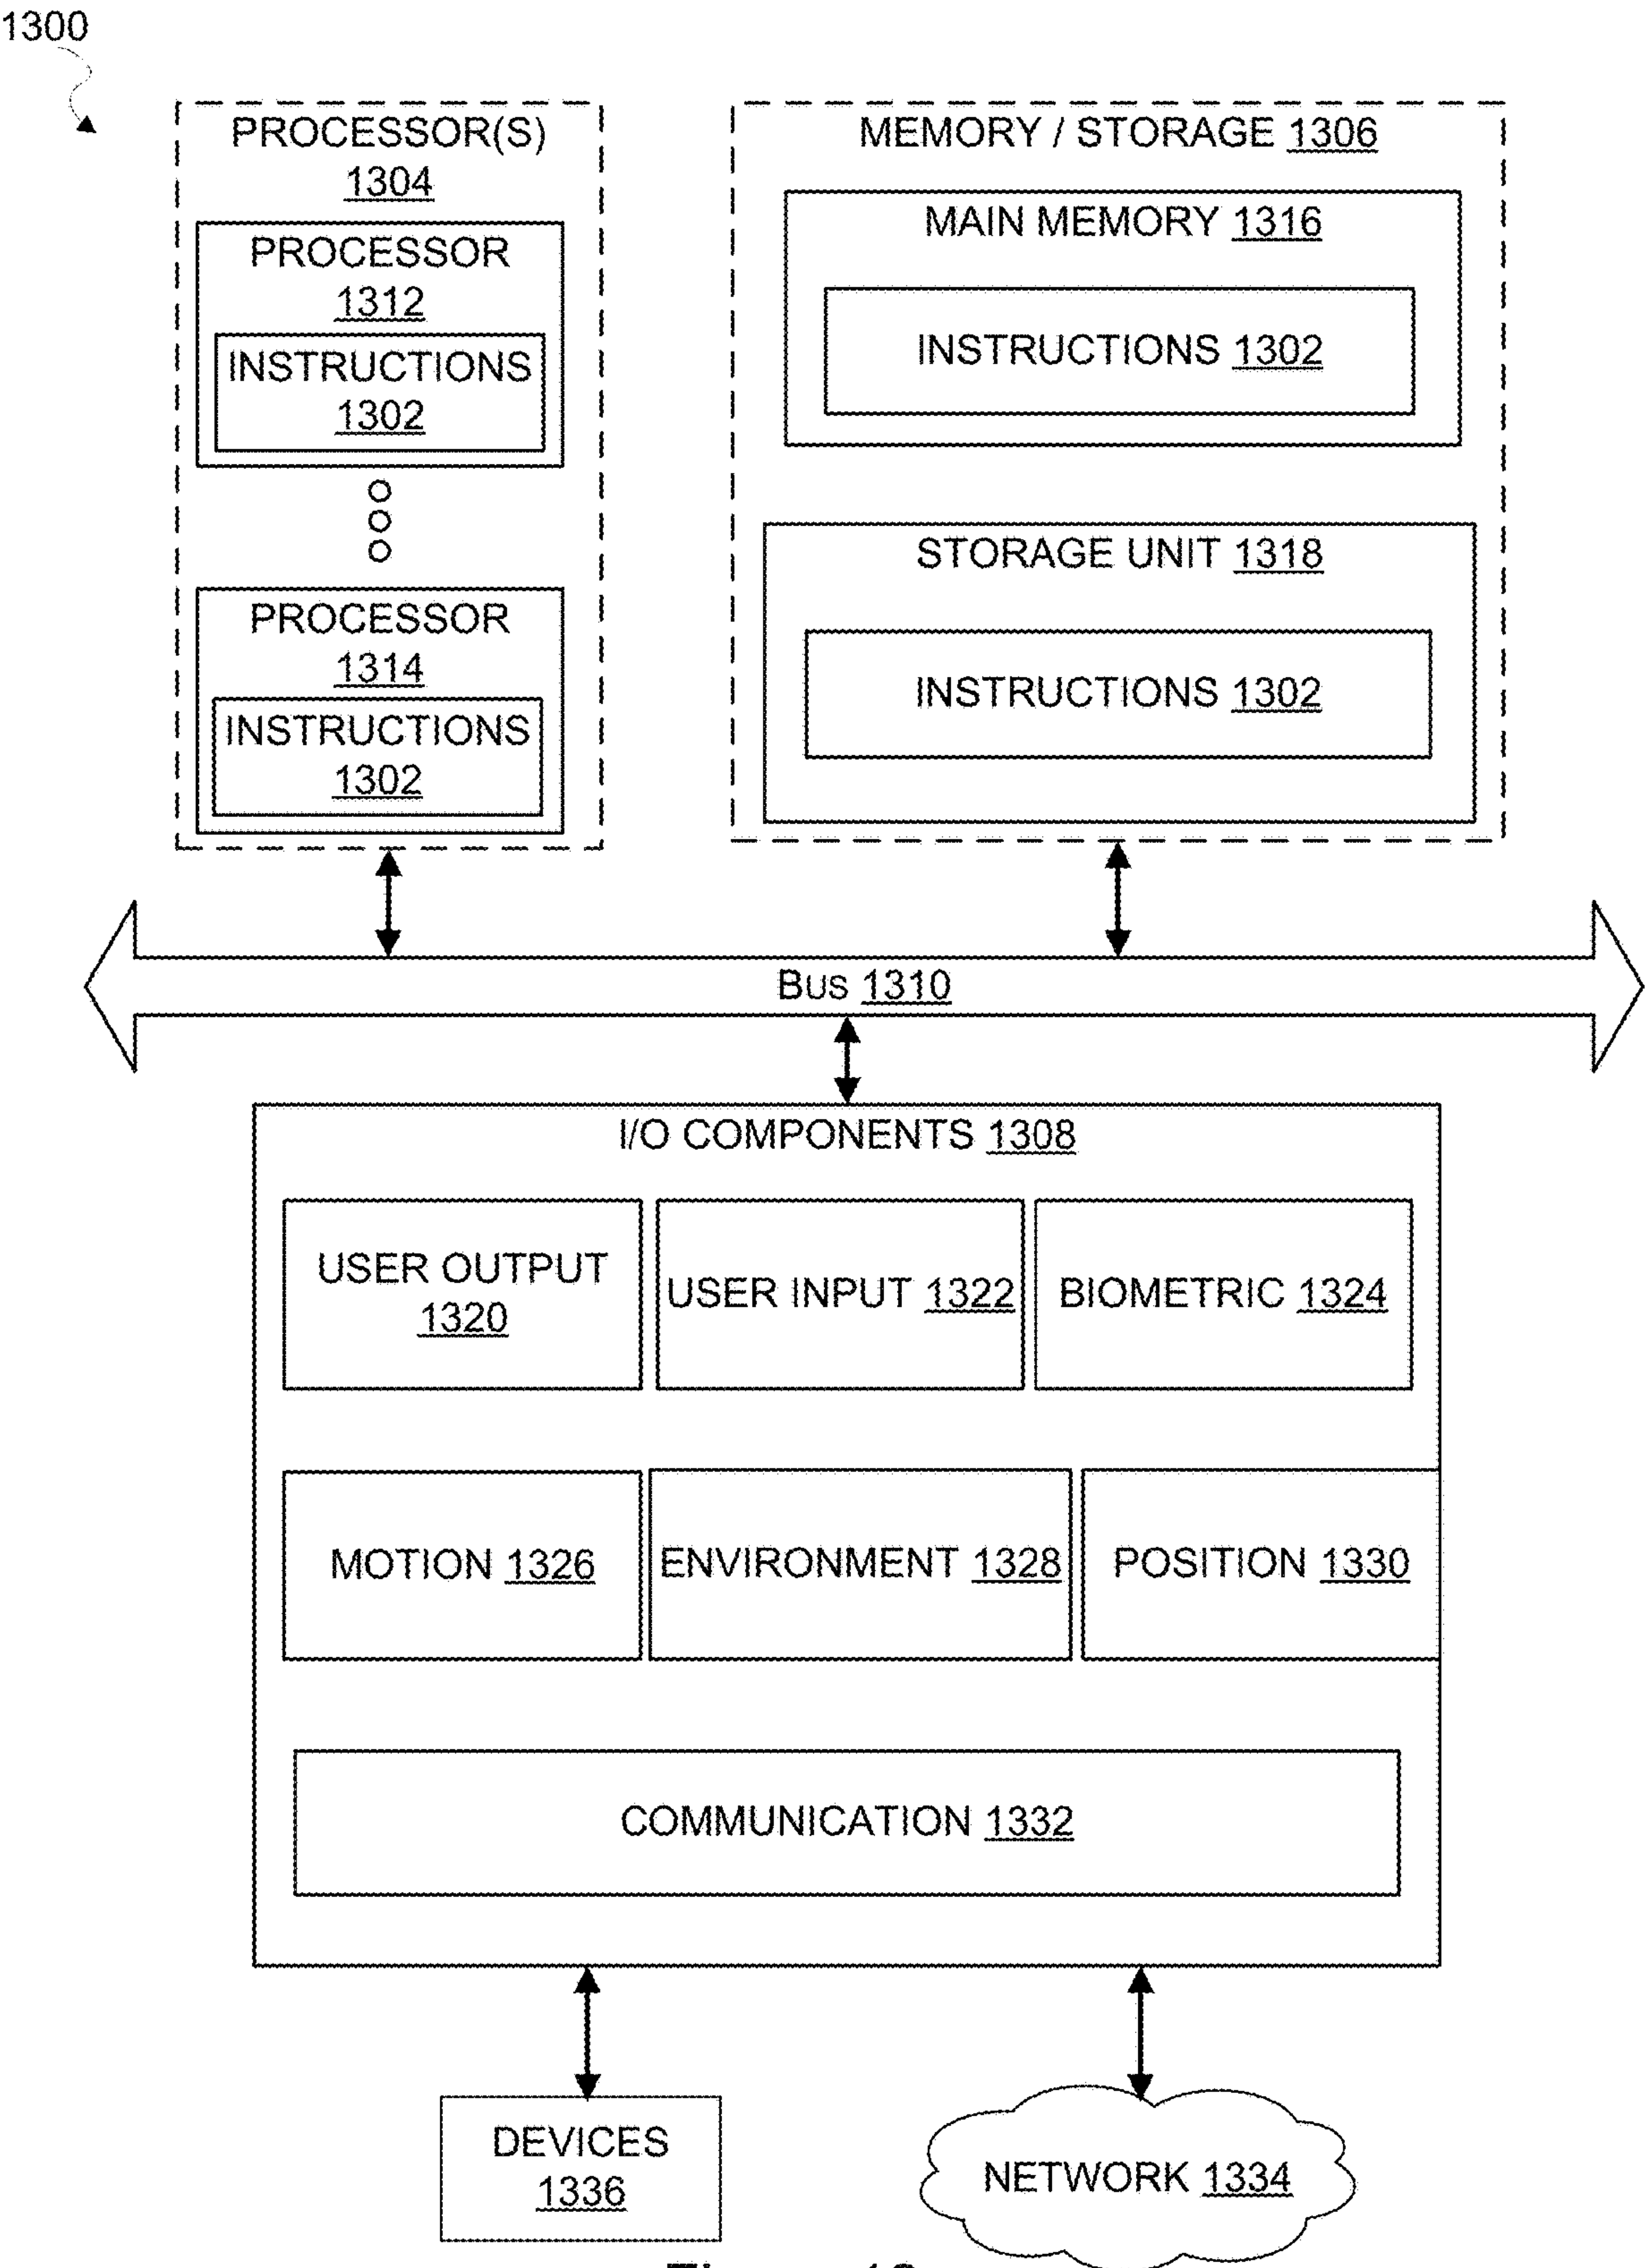 1300
PROCESSOR(S)
1304
PROCESSOR
1312
INSTRUCTIONS
1302
PROCESSOR
1314
INSTRUCTIONS
1302
MEMORY / STORAGE 1306
MAIN MEMORY 1316
INSTRUCTIONS 1302
STORAGE UNIT 1318
INSTRUCTIONS 1302
BUS 1310
I/O COMPONENTS 1308
USER OUTPUT
1320
USER INPUT 1322
BIOMETRIC 1324
MOTION 1326
ENVIRONMENT 1328
POSITION 1330
COMMUNICATION 1332
DEVICES
1336
NETWORK 1334